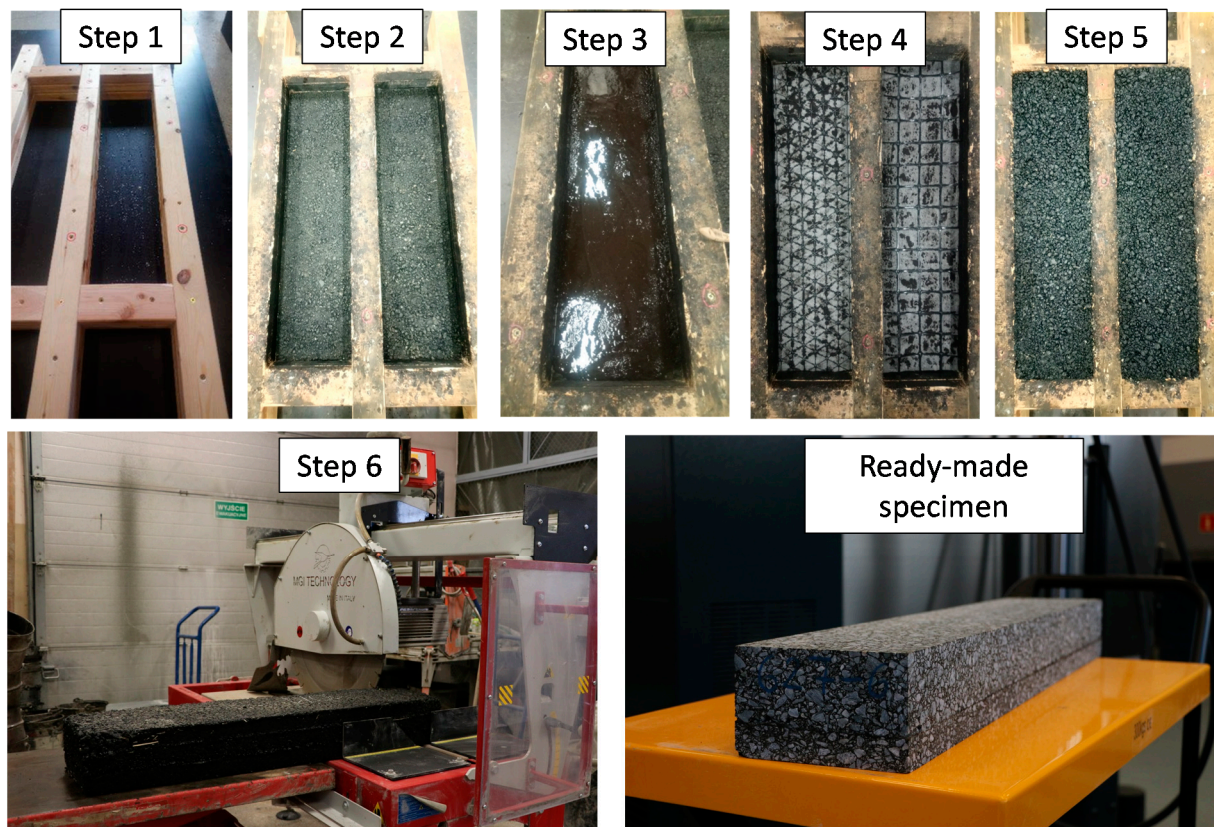 Step 1
Step 2
Step 3
Step 4
Step 5
Step 6
WYJŚCIE
EWAKUACYJNE
MGI TECHNOLOGY
MADE IN ITALY
Ready-made
specimen